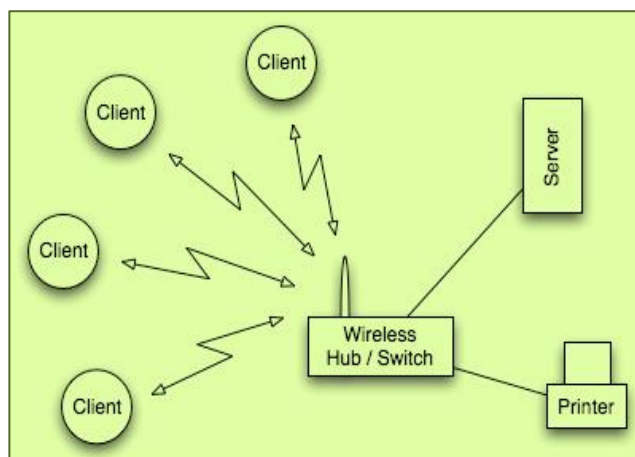 Client
Client
Server
Client
Wireless
Hub / Switch
Client
Printer